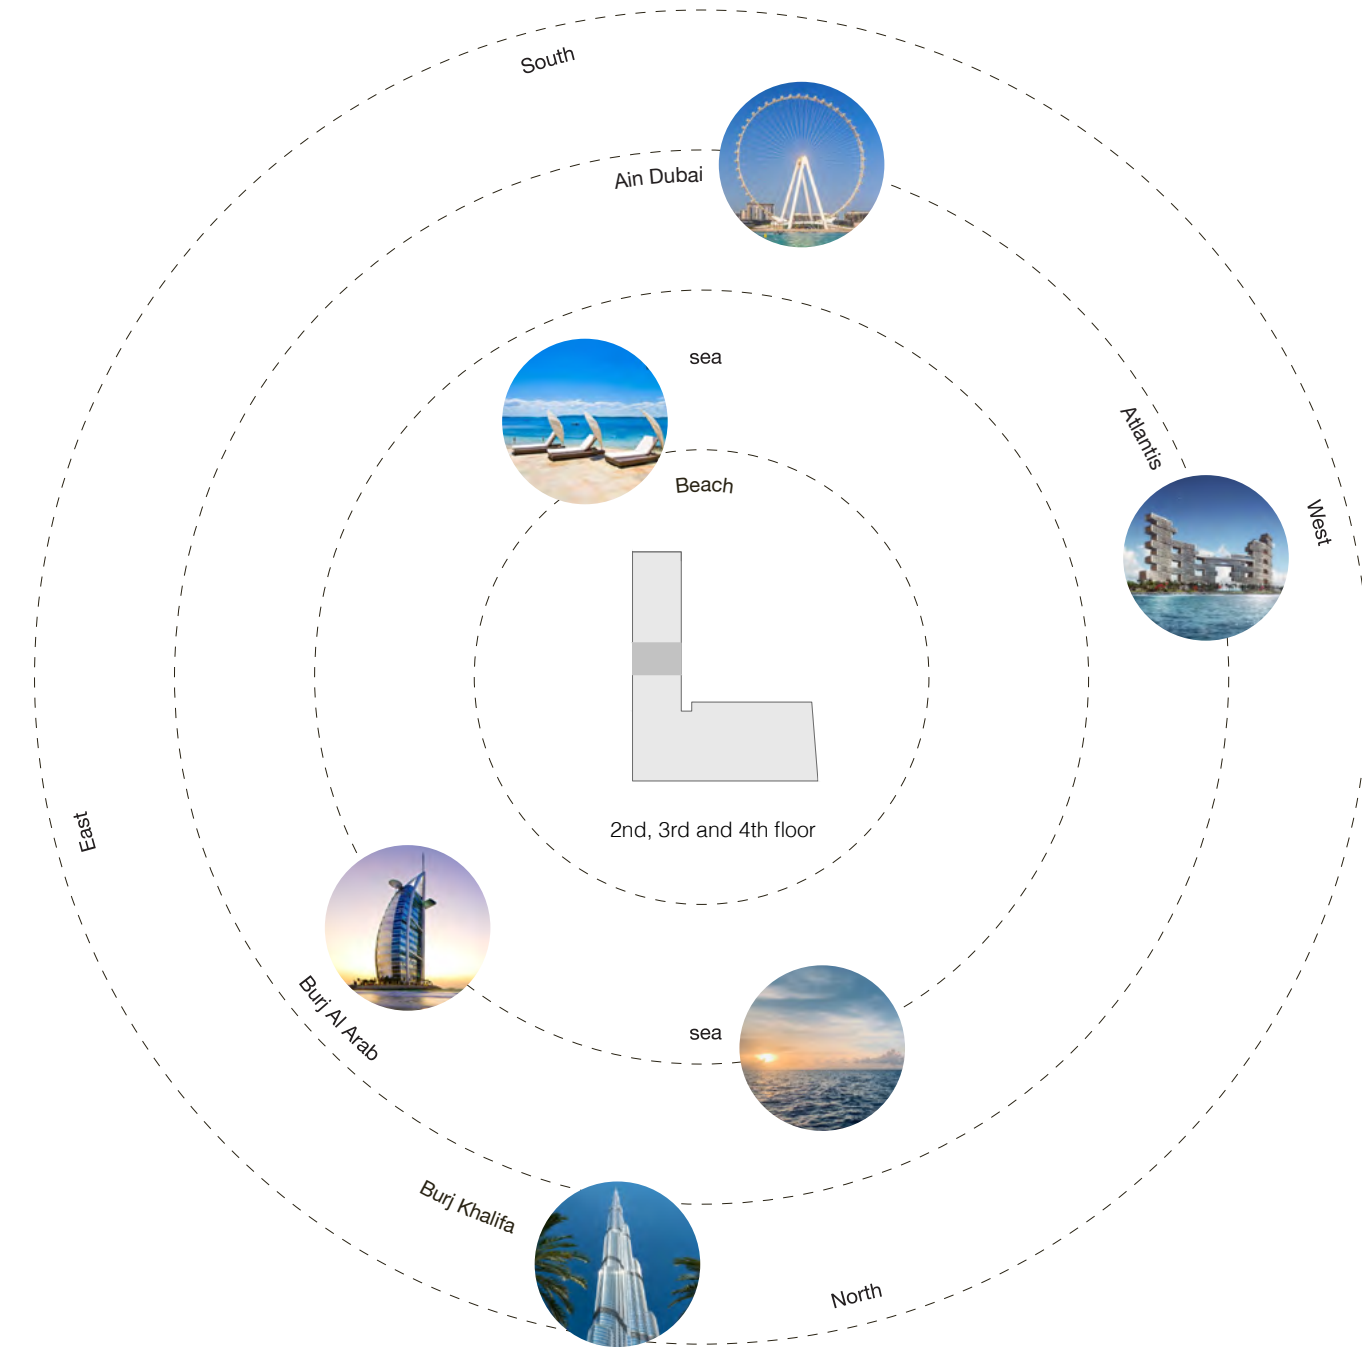 South
Ain Dubai
sea
Atlantis
Beach
West
East
2nd, 3rd and 4th floor
Burj Al Arab
sea
Burj Khalifa
North